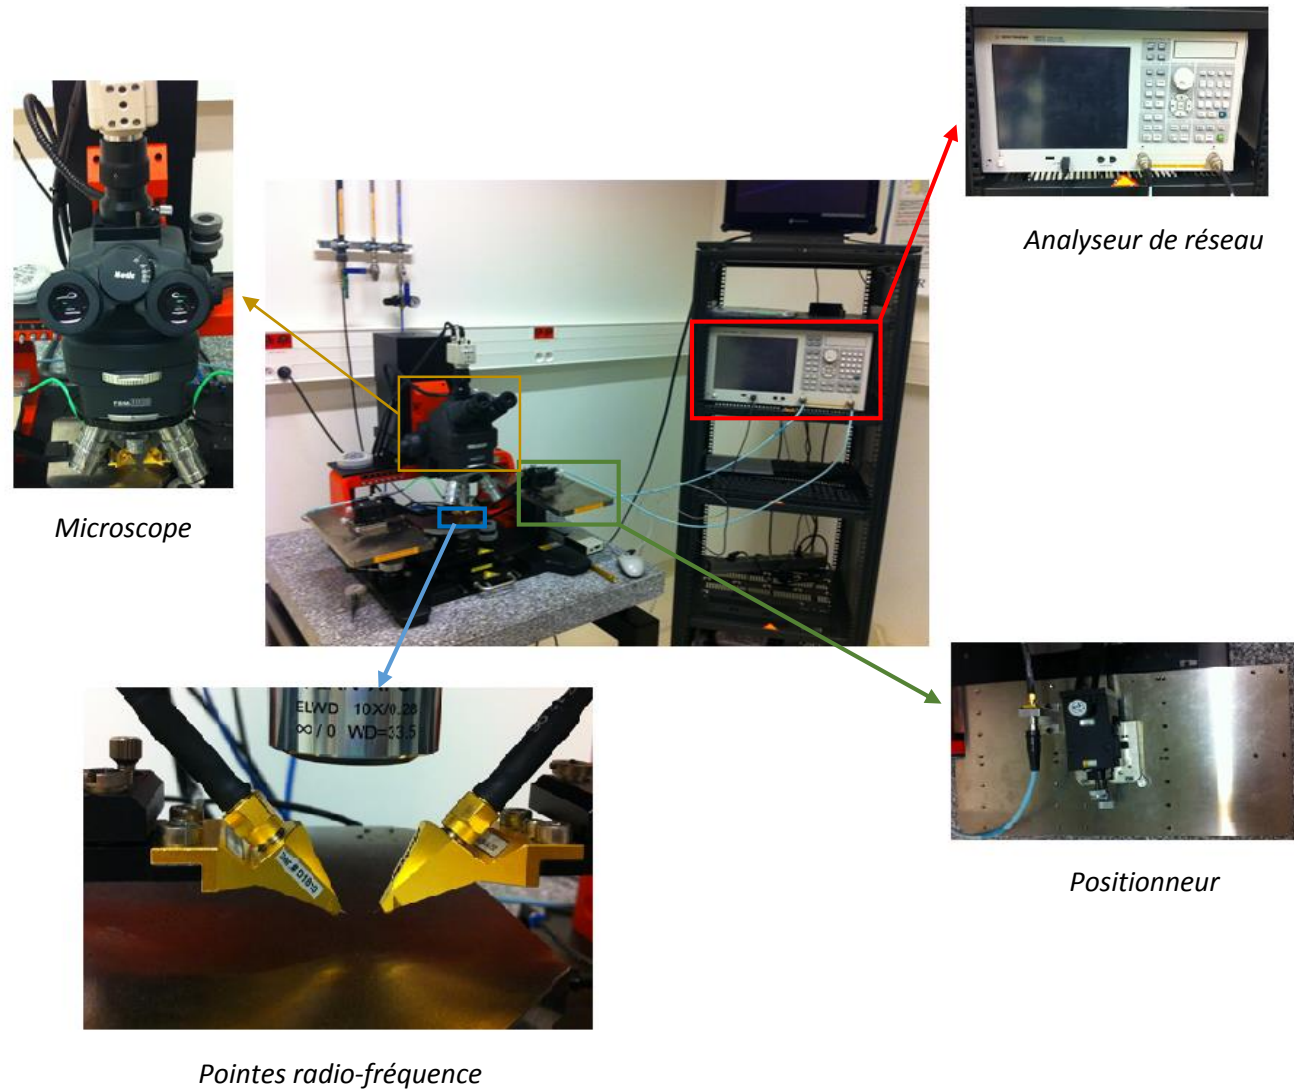 Analyseur de réseau
Microscope
ELWD 10X/0.28
∞/0 WD=33.5
Positionneur
Pointes radio-fréquence